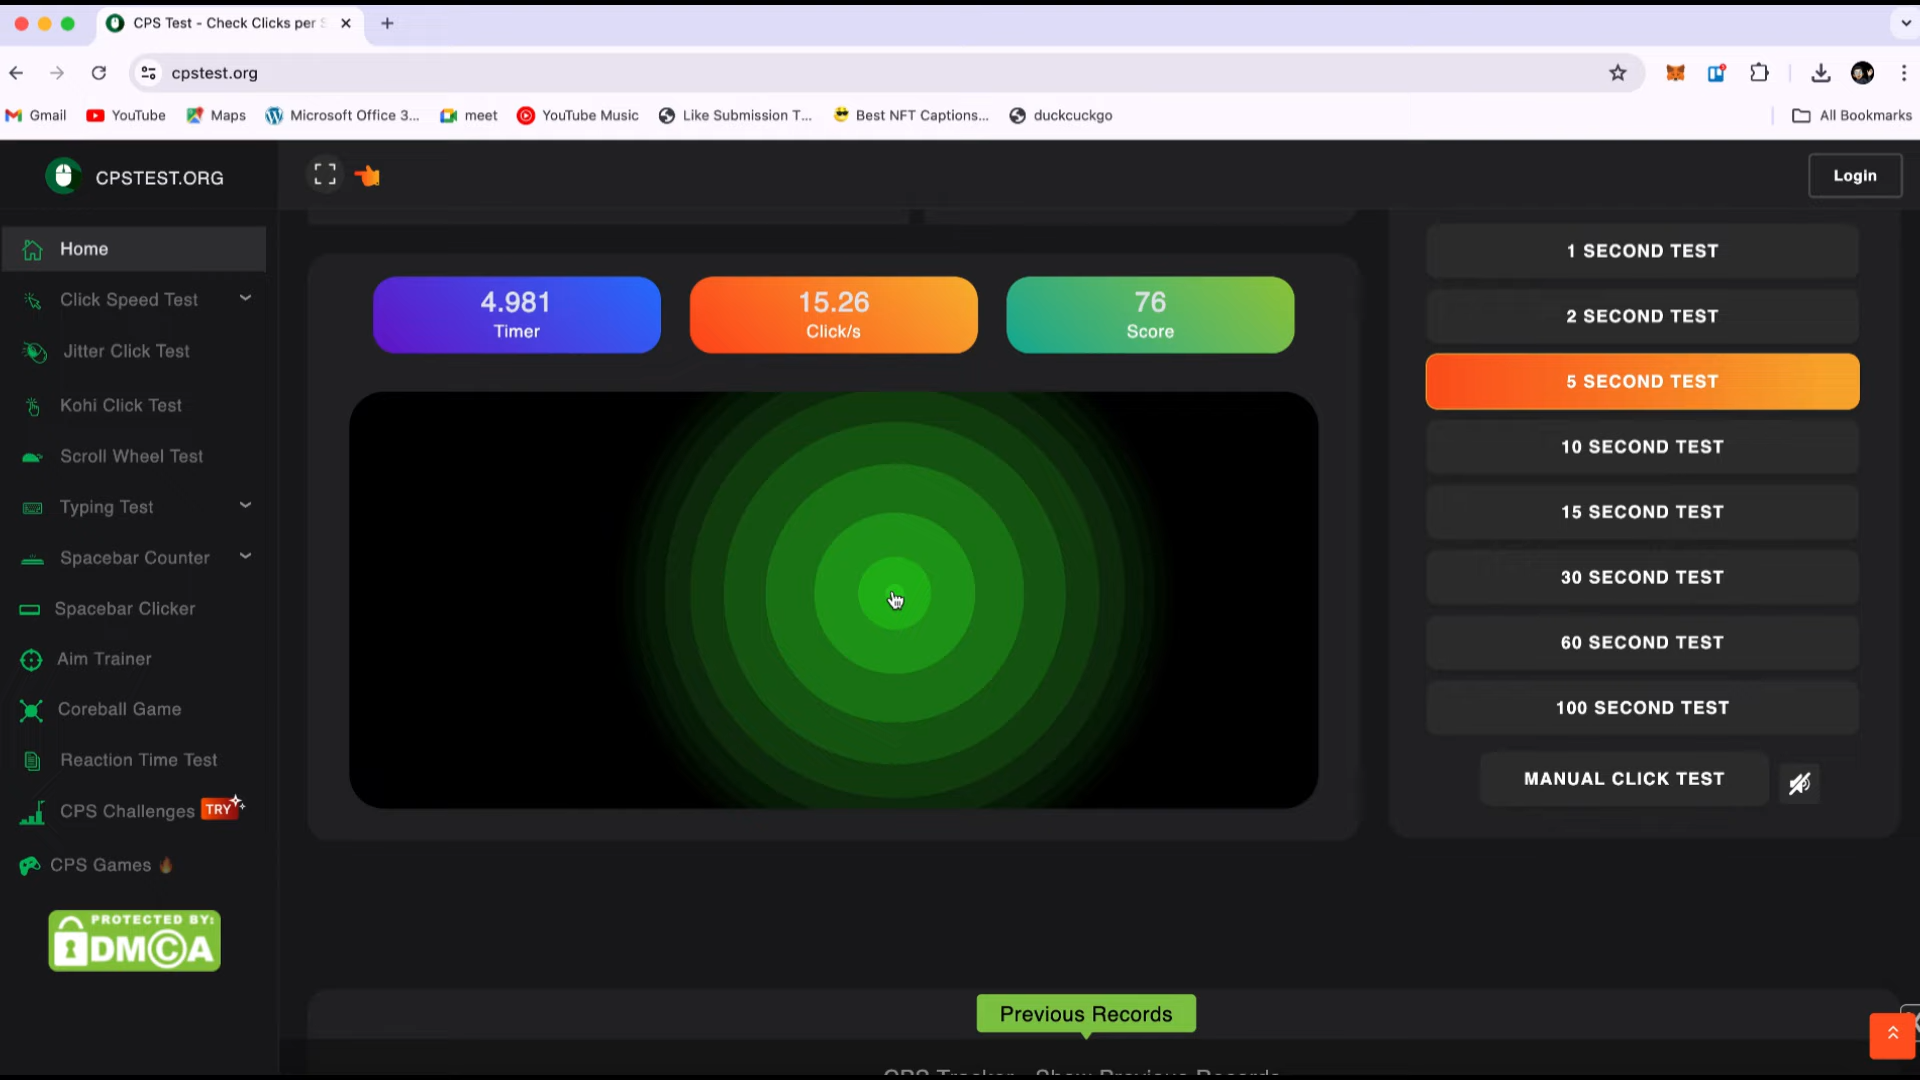 CPS Test - Check Clicks per S
cpstest.org
Gmail
YouTube
Maps
Microsoft Office 3...
meet
YouTube Music
Like Submission T...
Best NFT Captions...
duckcuckgo
All Bookmarks
CPSTEST.ORG
Login
Home
Click Speed Test
Jitter Click Test
Kohi Click Test
Scroll Wheel Test
Typing Test
Spacebar Counter
Spacebar Clicker
Aim Trainer
Coreball Game
Reaction Time Test
CPS Challenges TRY
CPS Games
PROTECTED BY:
DMCA
4.981
Timer
15.26
Click/s
76
Score
1 SECOND TEST
2 SECOND TEST
5 SECOND TEST
10 SECOND TEST
15 SECOND TEST
30 SECOND TEST
60 SECOND TEST
100 SECOND TEST
MANUAL CLICK TEST
Previous Records
CPS Tracker - Show Previous Records